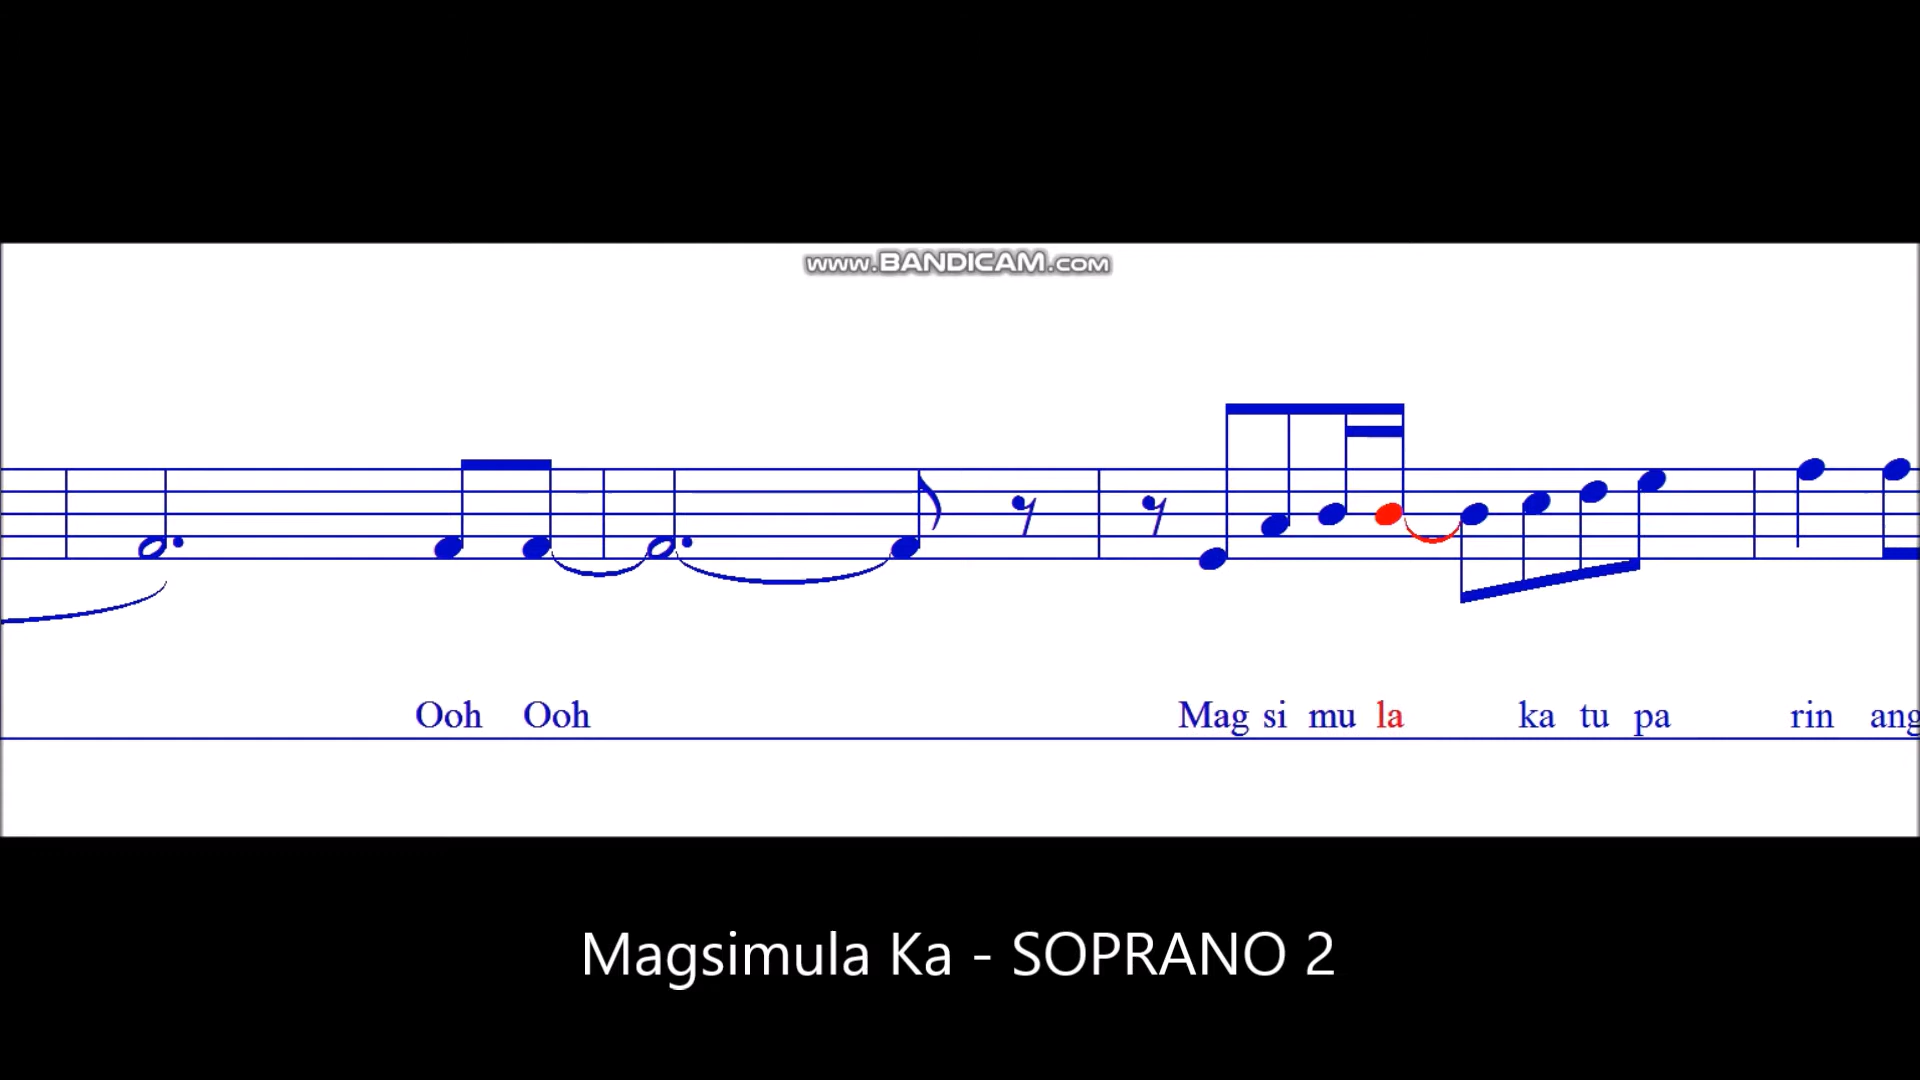 www.BANDICAM.com
Ooh Ooh Mag si mu la ka tu pa rin ang
Magsimula Ka - SOPRANO 2